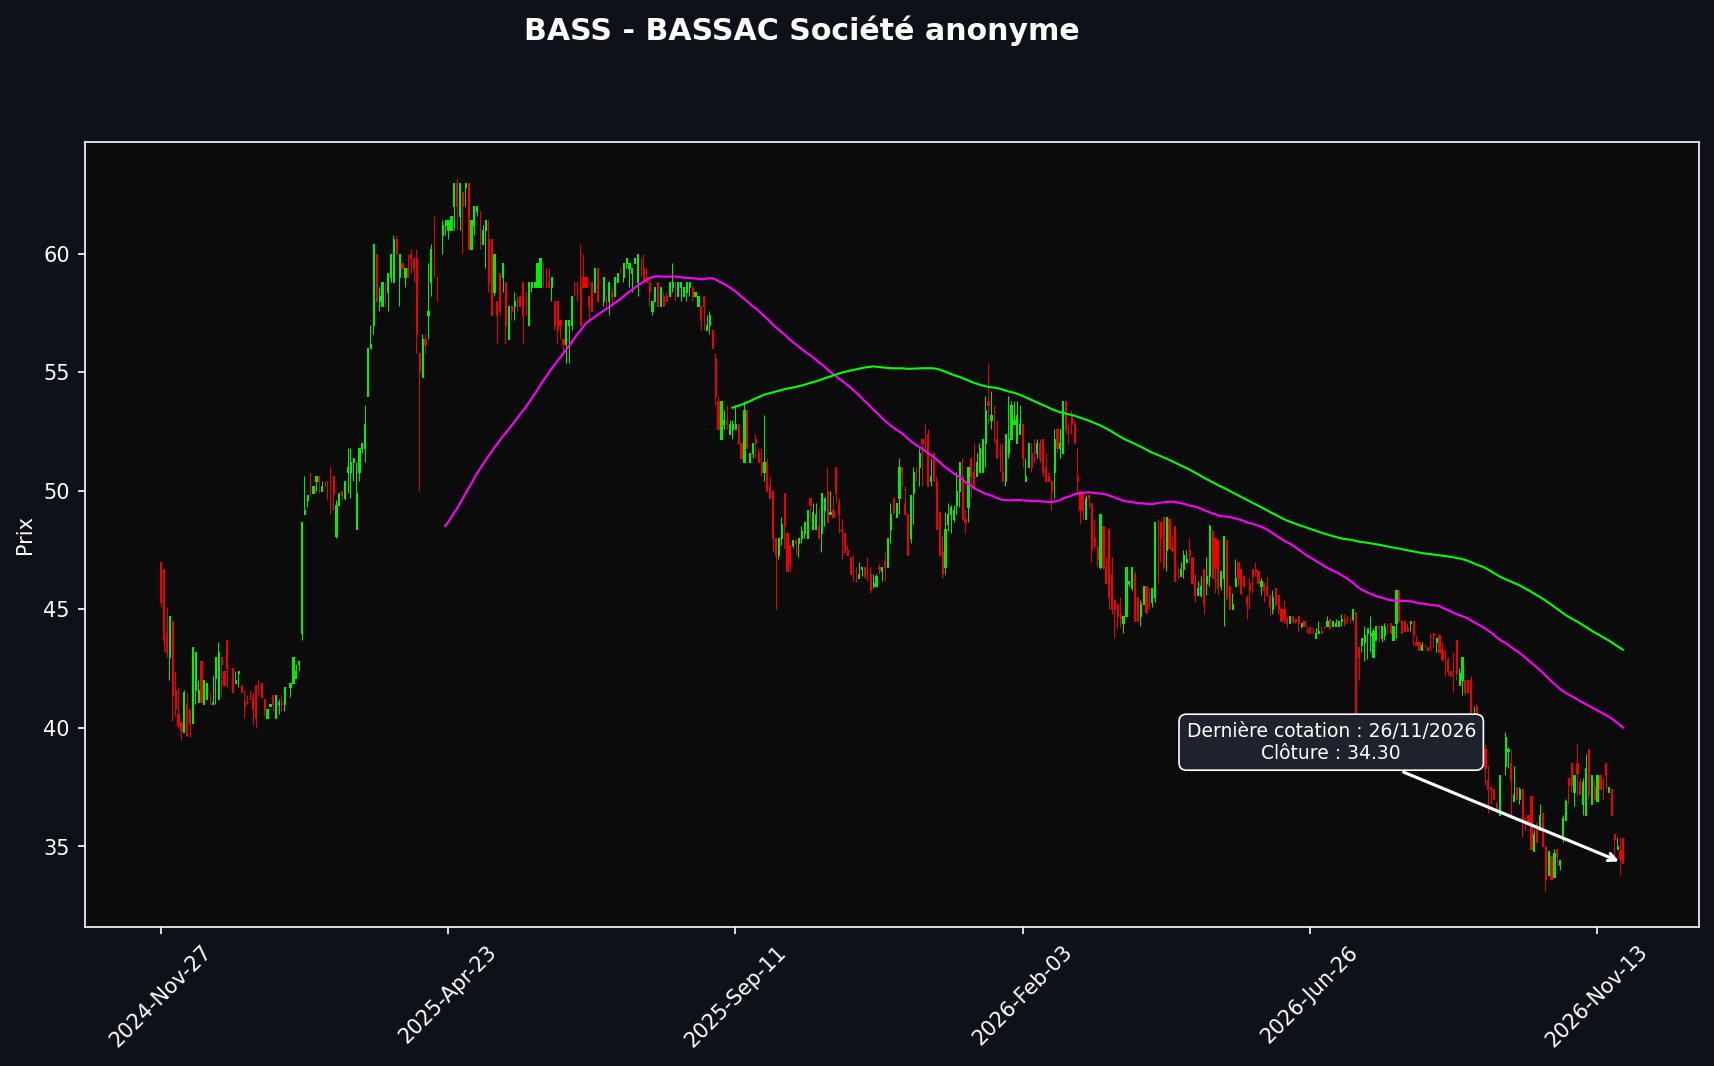 BASS - BASSAC Société anonyme
Prix
60
55
50
45
40
35
Dernière cotation : 26/11/2026
Clôture : 34.30
2024-Nov-27
2025-Apr-23
2025-Sep-11
2026-Feb-03
2026-Jun-26
2026-Nov-13